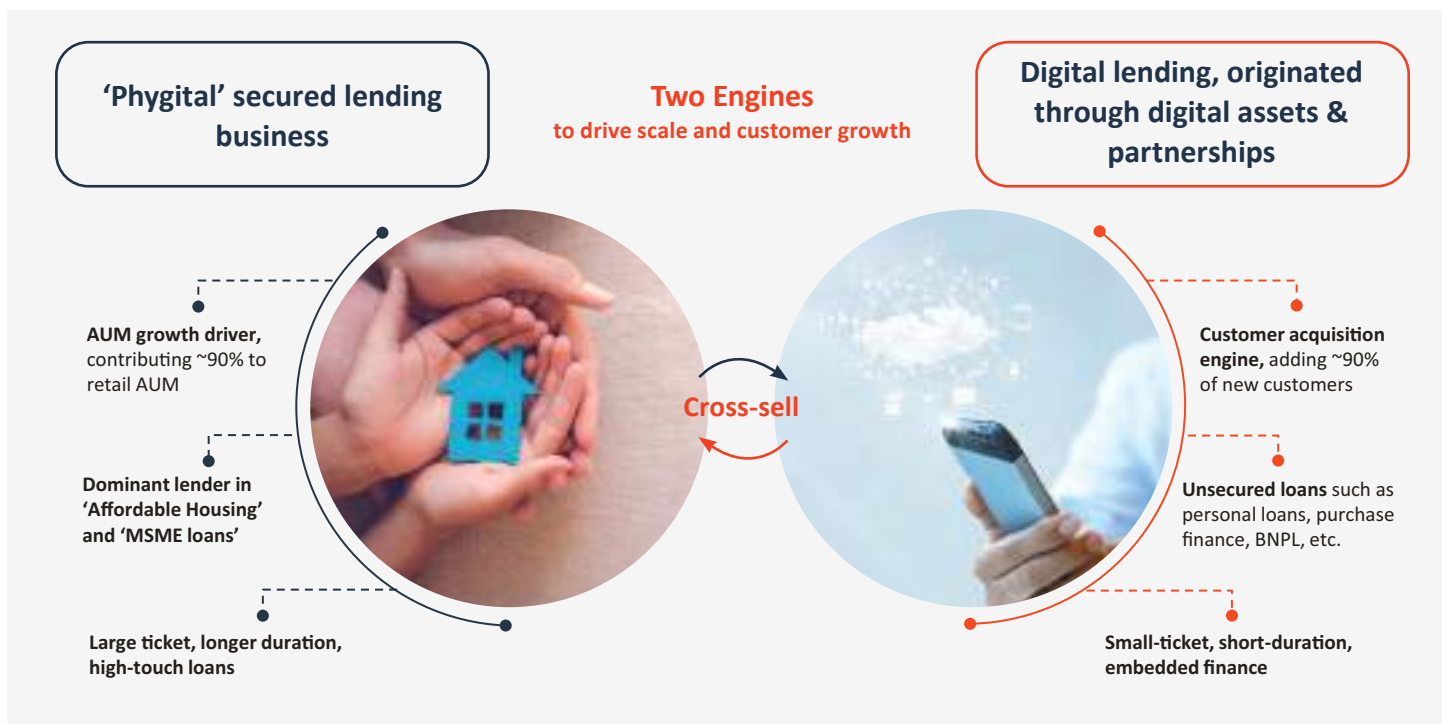 ‘Phygital’ secured lending
business
Two Engines
to drive scale and customer growth
Digital lending, originated
through digital assets &
partnerships
AUM growth driver,
contributing ~90% to
retail AUM
Dominant lender in
‘Affordable Housing’
and ‘MSME loans’
Large ticket, longer duration,
high-touch loans
Cross-sell
Customer acquisition
engine, adding ~90%
of new customers
Unsecured loans such as
personal loans, purchase
finance, BNPL, etc.
Small-ticket, short-duration,
embedded finance